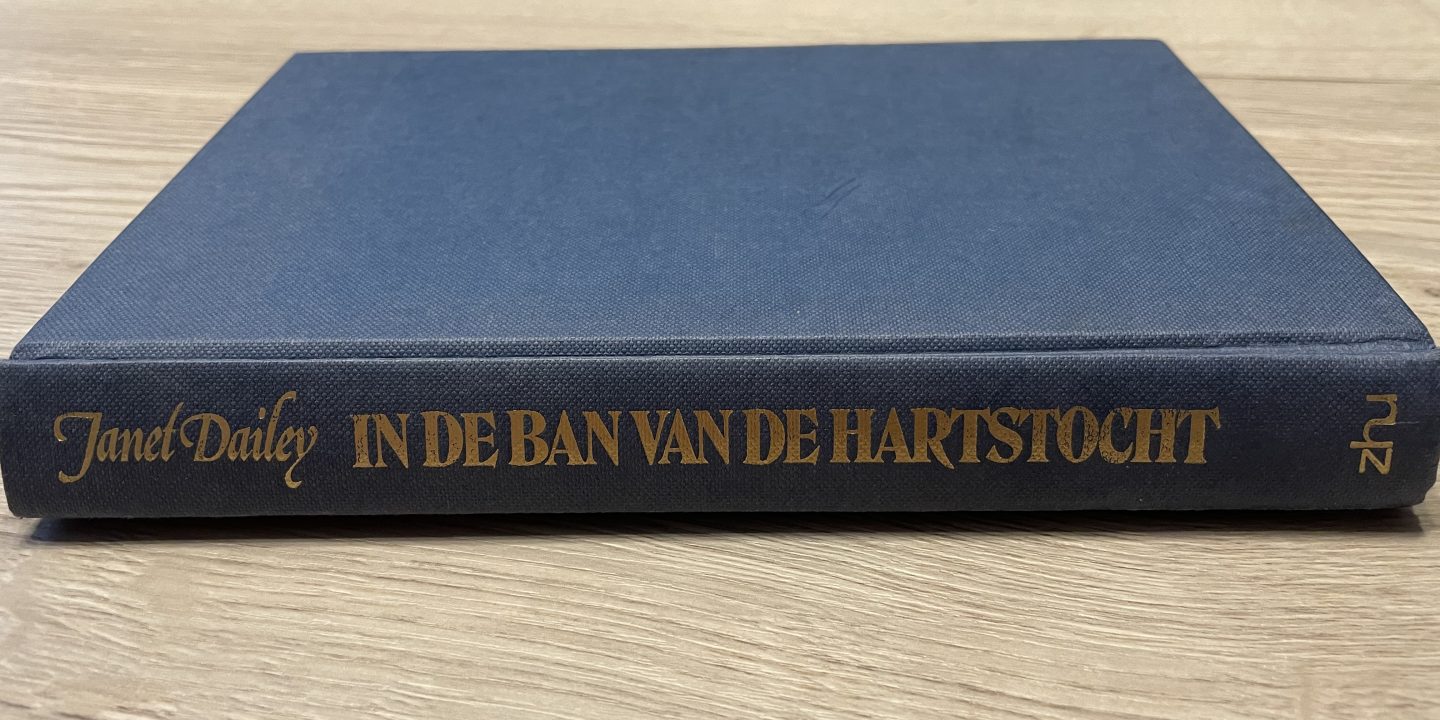 Janet Dailey IN DE BAN VAN DE HARTSTOCHT
zhu